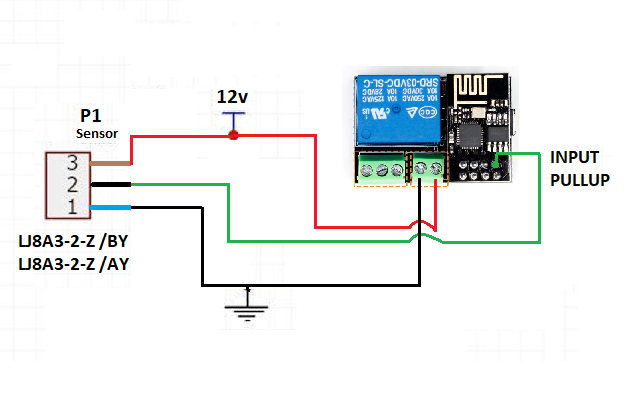 12v
P1
Sensor
3
2
1
LJ8A3-2-Z /BY
LJ8A3-2-Z /AY
SRD-03VDC-SL-C
10A 250VAC 10A 125VAC
10A 30VDC 10A 28VDC
INPUT
PULLUP